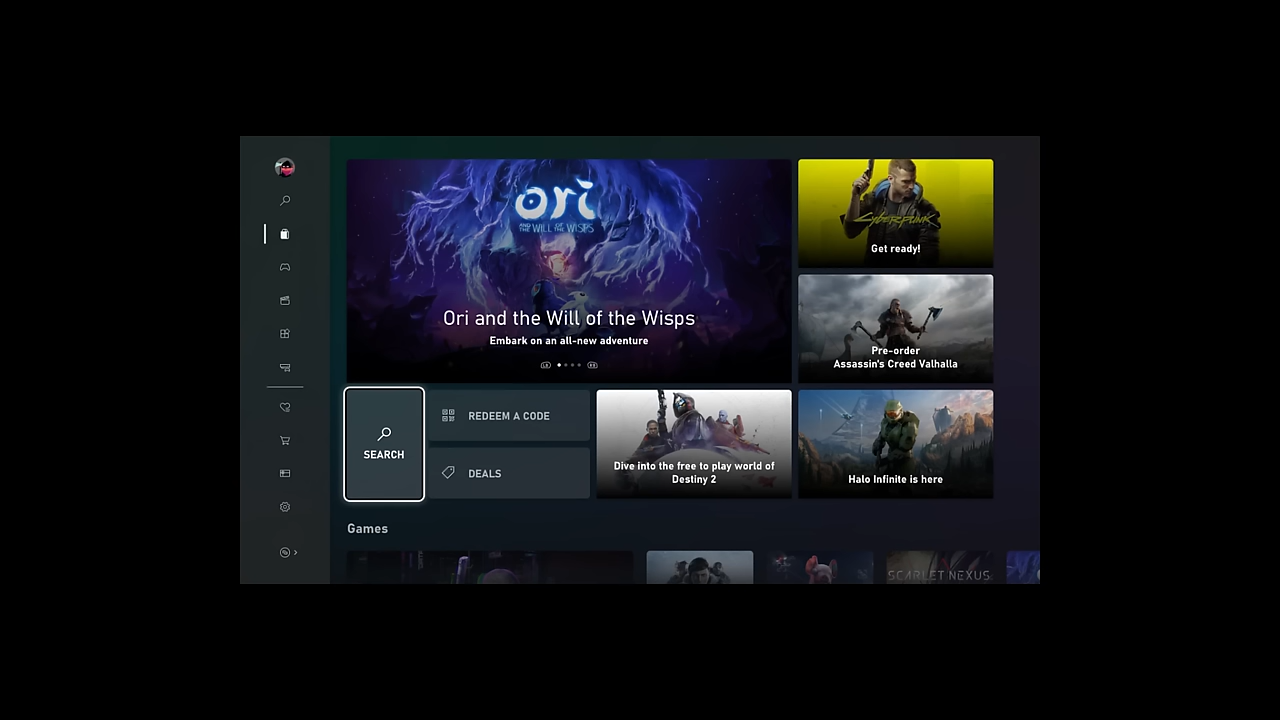 ori
AND THE WILL OF THE WISPS
Ori and the Will of the Wisps
Embark on an all-new adventure
LB
RB
CYBERPUNK
Get ready!
Pre-order
Assassin's Creed Valhalla
SEARCH
REDEEM A CODE
DEALS
Dive into the free to play world of
Destiny 2
Halo Infinite is here
Games
SCARLET NEXUS